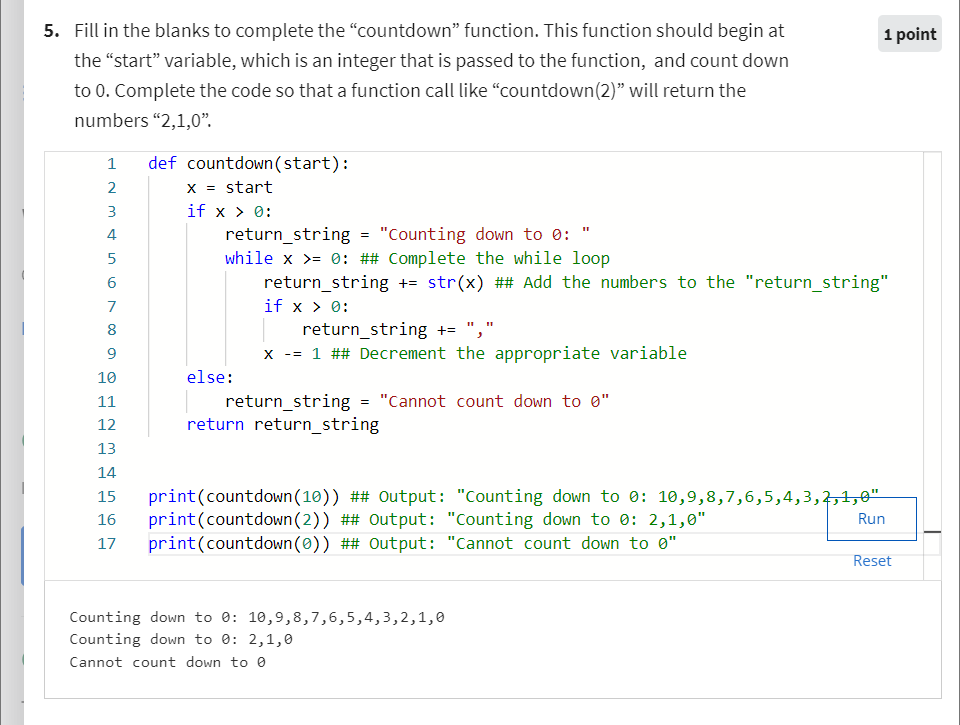 5. Fill in the blanks to complete the “countdown” function. This function should begin at
1 point
the “start” variable, which is an integer that is passed to the function,  and count down
to 0. Complete the code so that a function call like “countdown(2)” will return the
numbers “2,1,0”.
1 def countdown(start):
2     x = start
3     if x > 0:
4         return_string = "Counting down to 0: "
5         while x >= 0: ## Complete the while loop
6             return_string += str(x) ## Add the numbers to the "return_string"
7             if x > 0:
8                 return_string += ","
9             x -= 1 ## Decrement the appropriate variable
10     else:
11         return_string = "Cannot count down to 0"
12     return return_string
13
14
15 print(countdown(10)) ## Output: "Counting down to 0: 10,9,8,7,6,5,4,3,2,1,0"
16 print(countdown(2)) ## Output: "Counting down to 0: 2,1,0"
Run
17 print(countdown(0)) ## Output: "Cannot count down to 0"
Reset
Counting down to 0: 10,9,8,7,6,5,4,3,2,1,0
Counting down to 0: 2,1,0
Cannot count down to 0